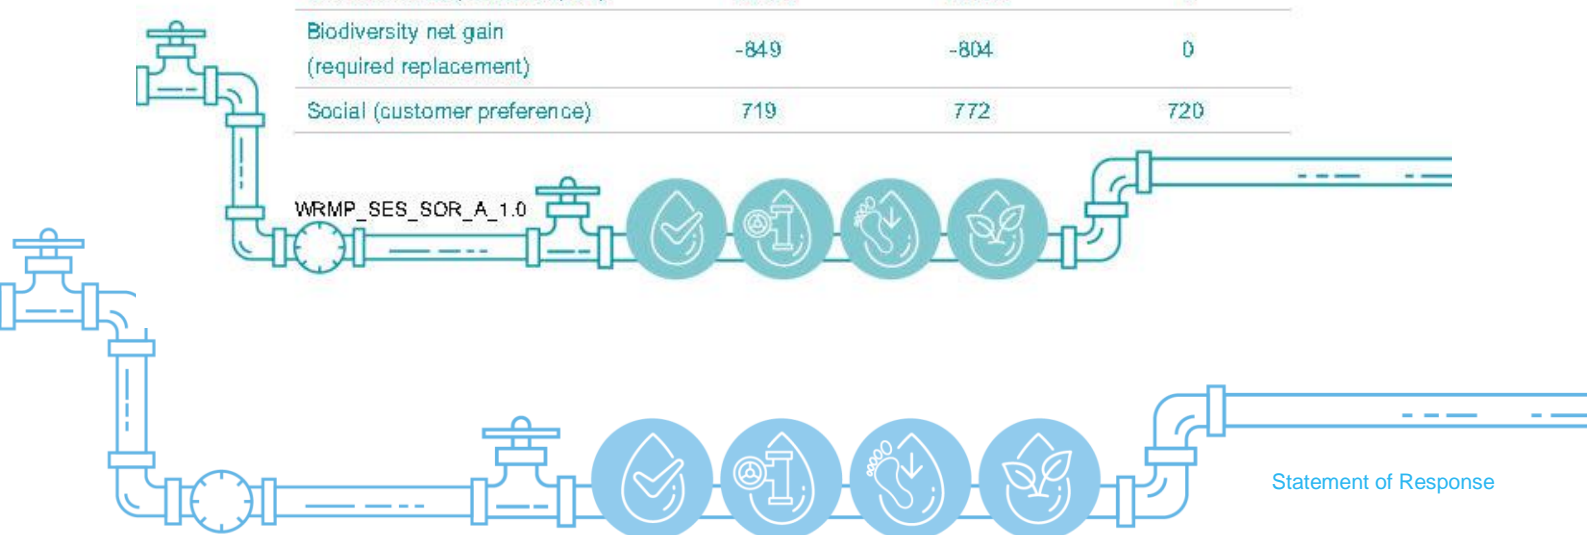 Biodiversity net gain
(required replacement) -849 -804 0
Social (customer preference) 719 772 720
WRMP_SES_SOR_A_1.0
Statement of Response